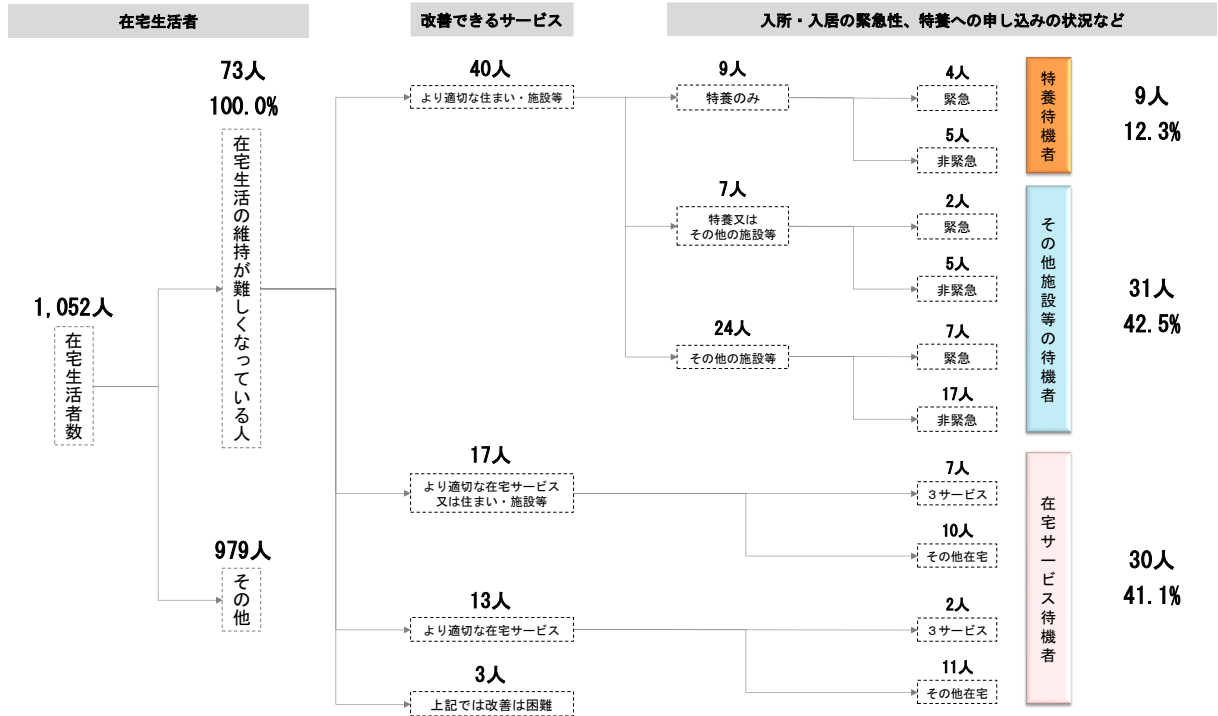 在宅生活者
改善できるサービス
入所・入居の緊急性、特養への申し込みの状況など
1,052人
在宅生活者数
73人
100.0%
在宅生活の維持が難しくなっている人
979人
その他
40人
より適切な住まい・施設等
17人
より適切な在宅サービス
又は住まい・施設等
13人
より適切な在宅サービス
3人
上記では改善は困難
9人
特養のみ
7人
特養又は
その他の施設等
24人
その他の施設等
4人
緊急
5人
非緊急
2人
緊急
5人
非緊急
7人
緊急
17人
非緊急
7人
3サービス
10人
その他在宅
2人
3サービス
11人
その他在宅
特養待機者
9人
12.3%
その他施設等の待機者
31人
42.5%
在宅サービス待機者
30人
41.1%